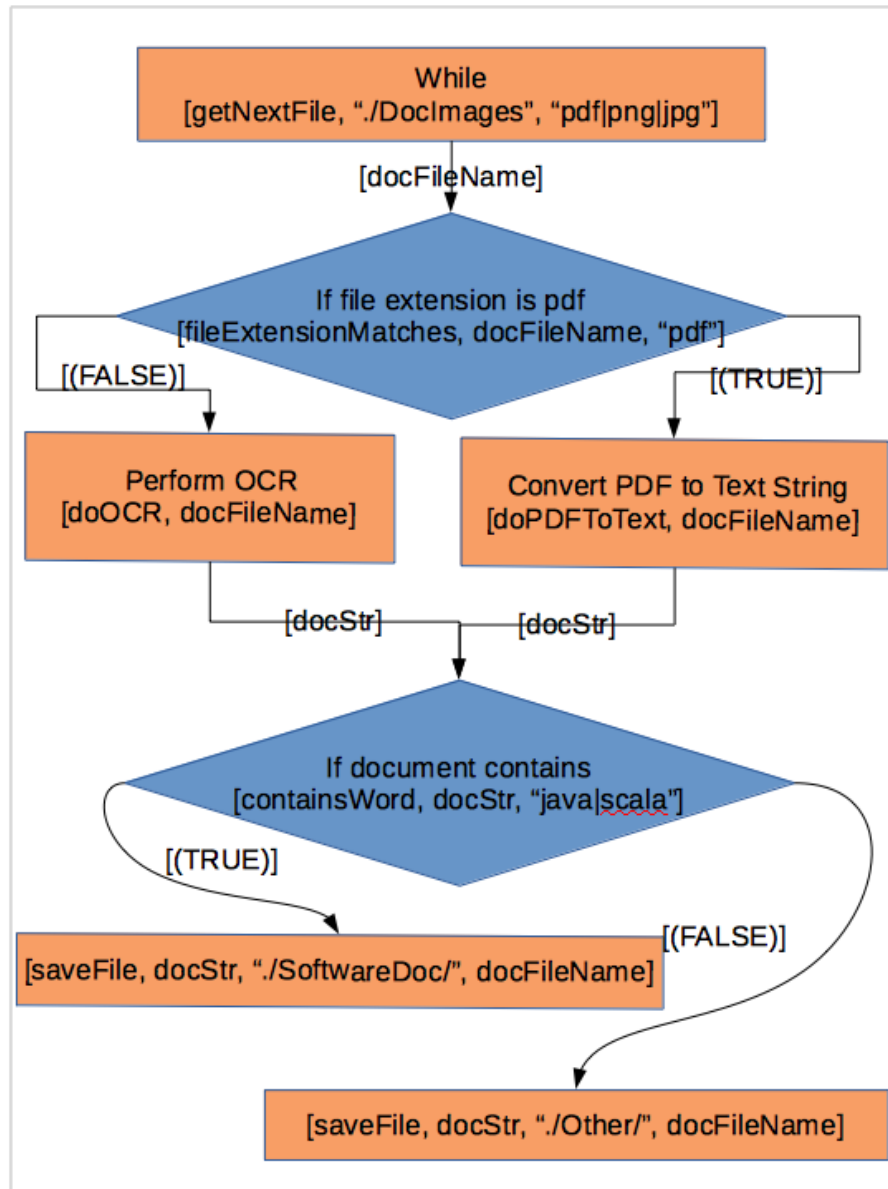 While
[getNextFile, “./DocImages”, “pdf|png|jpg”]
[docFileName]
If file extension is pdf
[fileExtensionMatches, docFileName, “pdf”]
[(FALSE)]
[(TRUE)]
Perform OCR
[doOCR, docFileName]
Convert PDF to Text String
[doPDFToText, docFileName]
[docStr]
[docStr]
If document contains
[containsWord, docStr, “java|scala”]
[(TRUE)]
[(FALSE)]
[saveFile, docStr, “./SoftwareDoc/”, docFileName]
[saveFile, docStr, “./Other/”, docFileName]